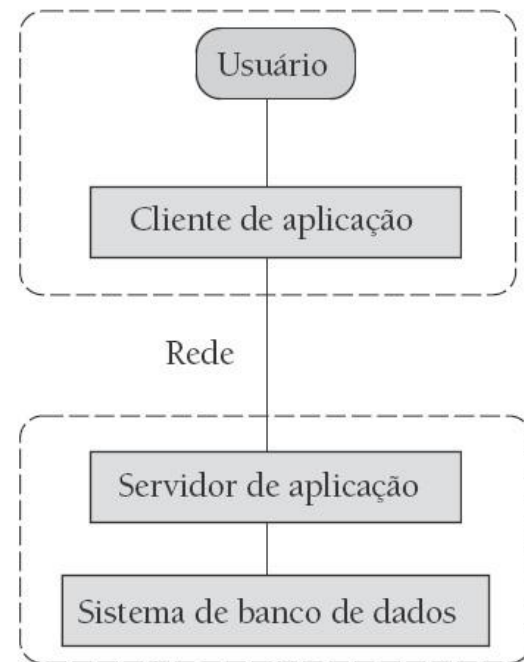 Usuário
Cliente de aplicação
Rede
Servidor de aplicação
Sistema de banco de dados